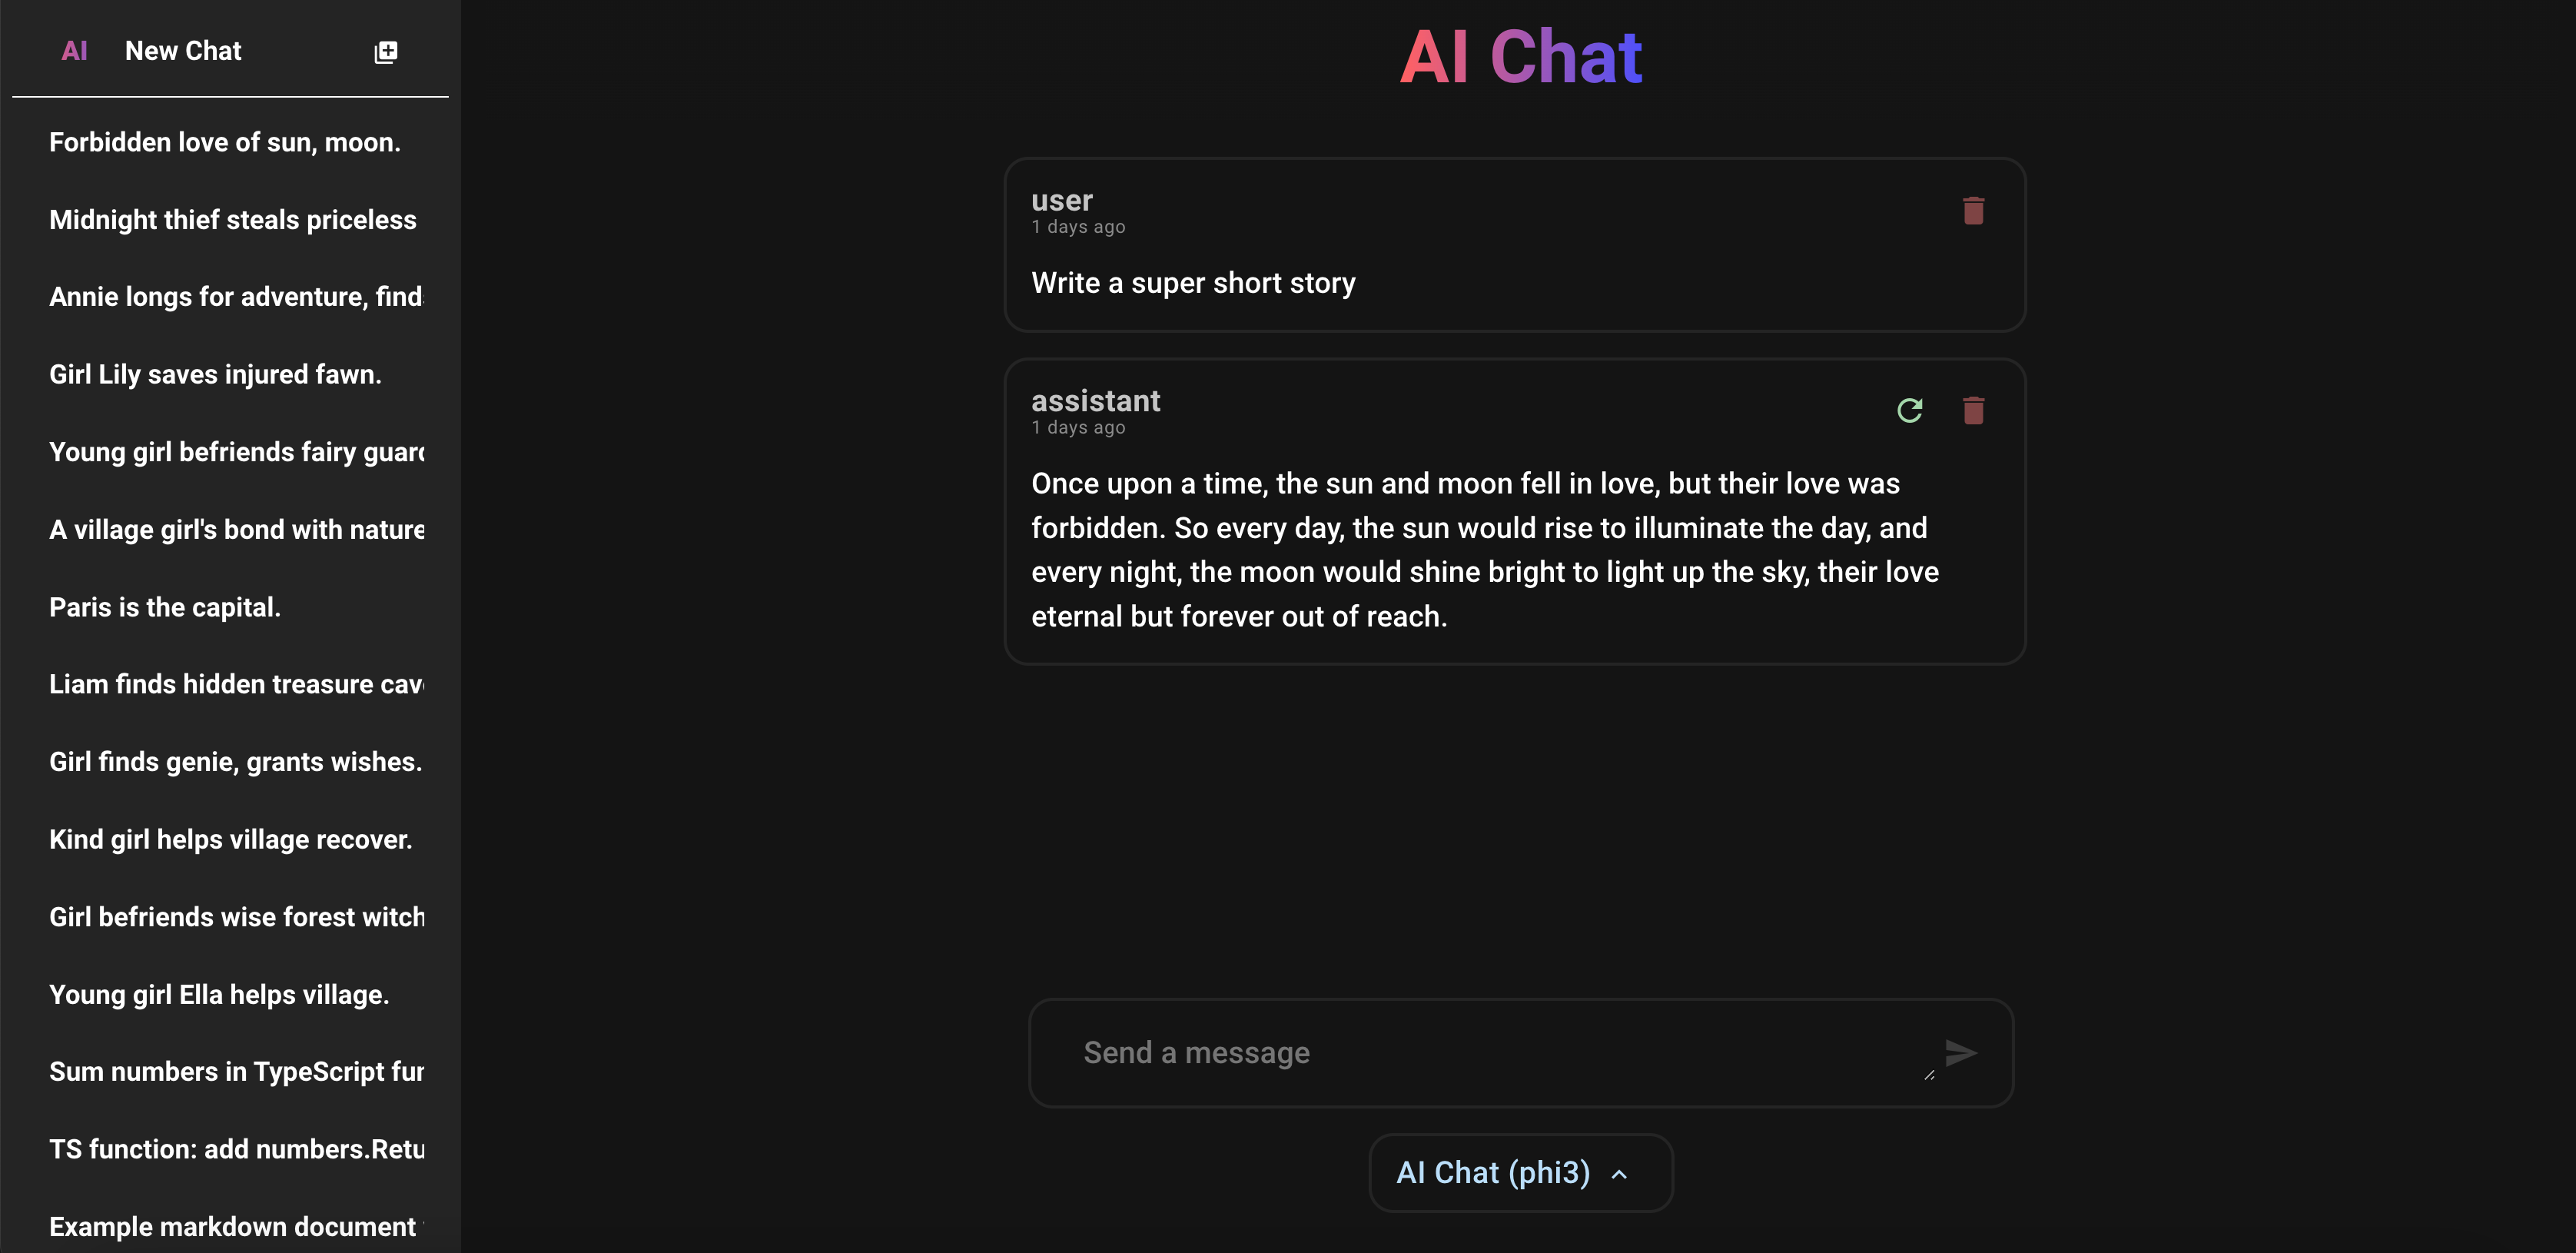 AI New Chat
Forbidden love of sun, moon.
Midnight thief steals priceless
Annie longs for adventure, find
Girl Lily saves injured fawn.
Young girl befriends fairy guar
A village girl's bond with nature
Paris is the capital.
Liam finds hidden treasure cav
Girl finds genie, grants wishes.
Kind girl helps village recover.
Girl befriends wise forest witch
Young girl Ella helps village.
Sum numbers in TypeScript fun
TS function: add numbers.Retu
Example markdown document
AI Chat
user
1 days ago
Write a super short story
assistant
1 days ago
Once upon a time, the sun and moon fell in love, but their love was
forbidden. So every day, the sun would rise to illuminate the day, and
every night, the moon would shine bright to light up the sky, their love
eternal but forever out of reach.
Send a message
AI Chat (phi3)